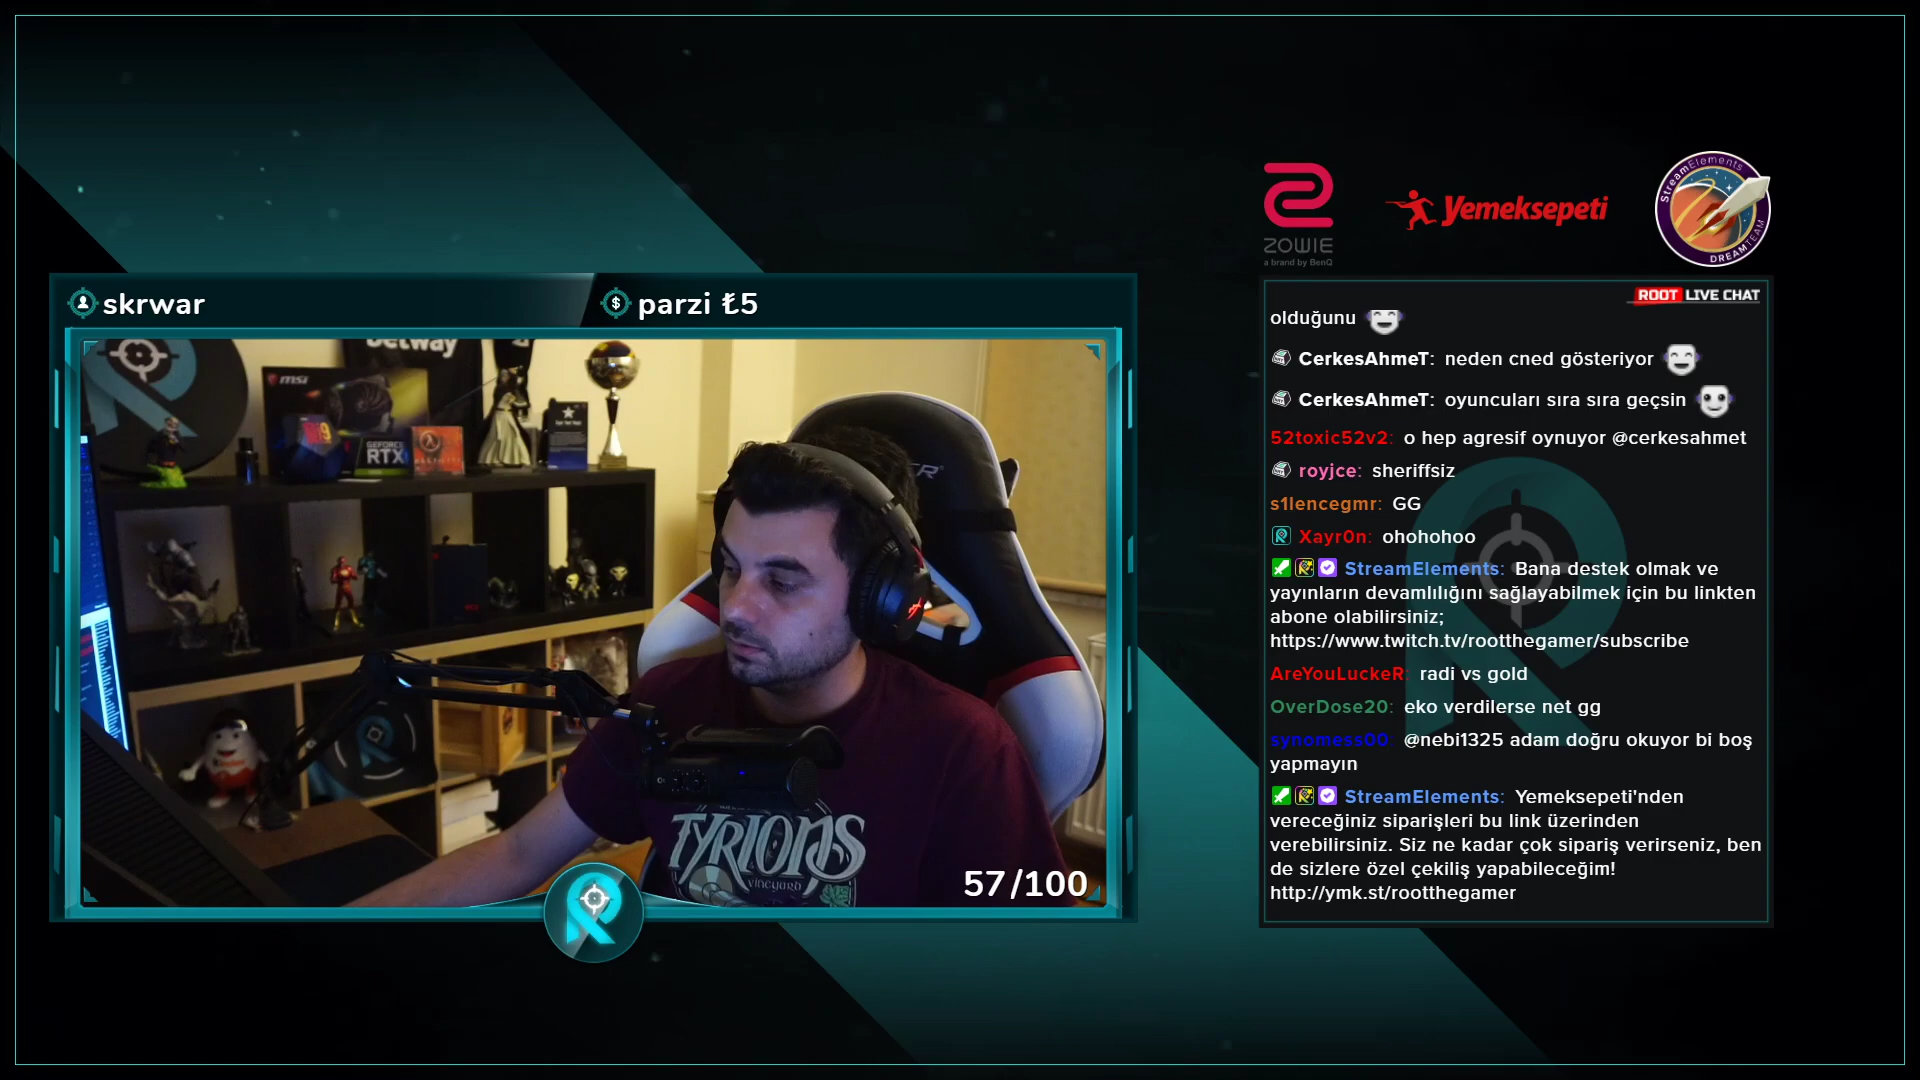 ZOWIE
a brand by BenQ
Yemeksepeti
StreamElements
DREAMTEAM
skrwar
parzi ₺5
betway
msi
GEFORCE
RTX
TYRIONS
vineyard
57/100
ROOT LIVE CHAT
olduğunu
CerkesAhmeT: neden cned gösteriyor
CerkesAhmeT: oyuncuları sıra sıra geçsin
52toxic52v2: o hep agresif oynuyor @cerkesahmet
royjce: sheriffsiz
s1lencegmr: GG
Xayr0n: ohohohoo
StreamElements: Bana destek olmak ve
yayınların devamlılığını sağlayabilmek için bu linkten
abone olabilirsiniz;
https://www.twitch.tv/rootthegamer/subscribe
AreYouLuckeR: radi vs gold
OverDose20: eko verdilerse net gg
synomess00: @nebi1325 adam doğru okuyor bi boş
yapmayın
StreamElements: Yemeksepeti'nden
vereceğiniz siparişleri bu link üzerinden
verebilirsiniz. Siz ne kadar çok sipariş verirseniz, ben
de sizlere özel çekiliş yapabileceğim!
http://ymk.st/rootthegamer